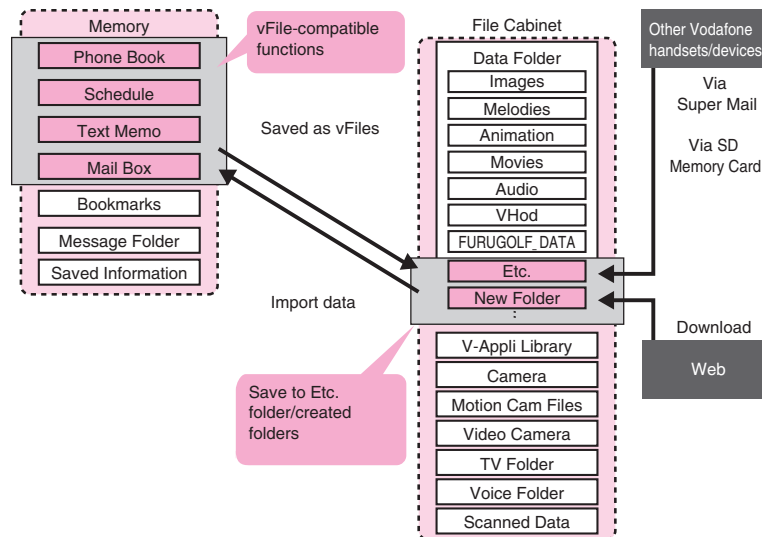 Memory
Phone Book
Schedule
Text Memo
Mail Box
Bookmarks
Message Folder
Saved Information
vFile-compatible
functions
Saved as vFiles
Import data
Save to Etc.
folder/created
folders
File Cabinet
Data Folder
Images
Melodies
Animation
Movies
Audio
VHod
FURUGOLF_DATA
Etc.
New Folder
⋮
V-Appli Library
Camera
Motion Cam Files
Video Camera
TV Folder
Voice Folder
Scanned Data
Other Vodafone
handsets/devices
Via
Super Mail
Via SD
Memory Card
Download
Web